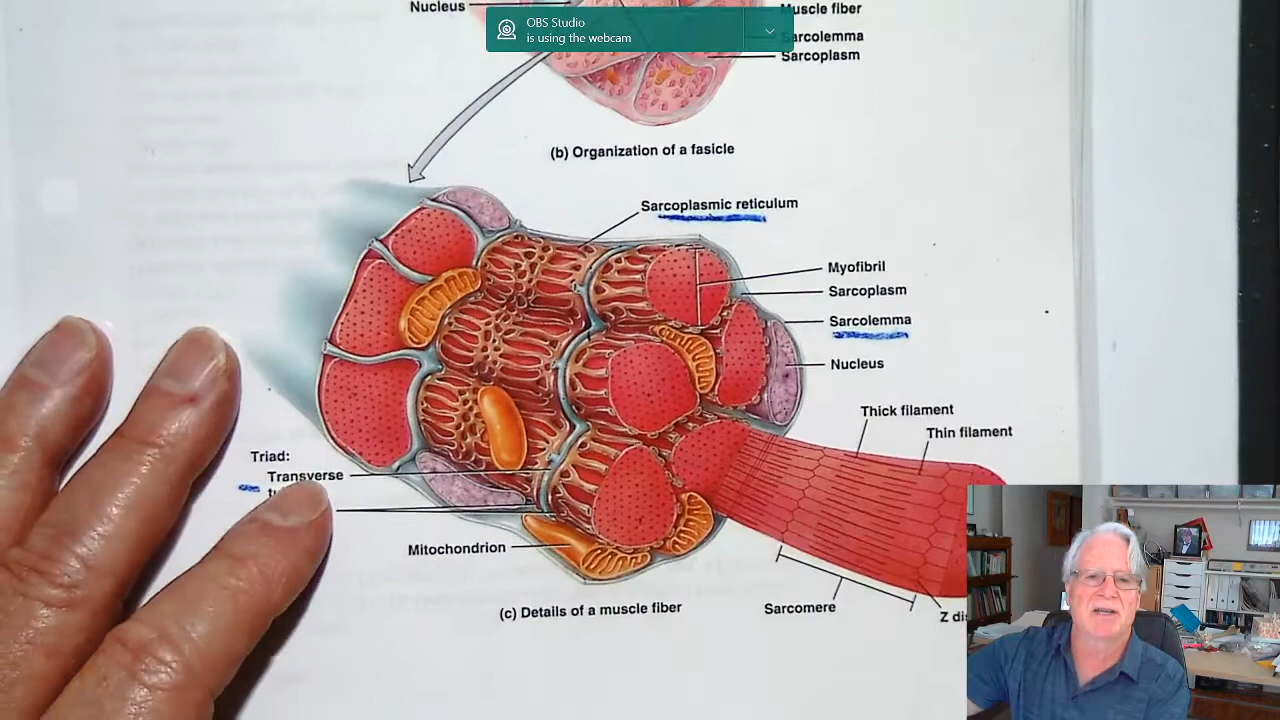 Nucleus
OBS Studio
is using the webcam
Muscle fiber
Sarcolemma
Sarcoplasm
(b) Organization of a fasicle
Sarcoplasmic reticulum
Myofibril
Sarcoplasm
Sarcolemma
Nucleus
Thick filament
Thin filament
Triad:
Transverse
Mitochondrion
Sarcomere
(c) Details of a muscle fiber